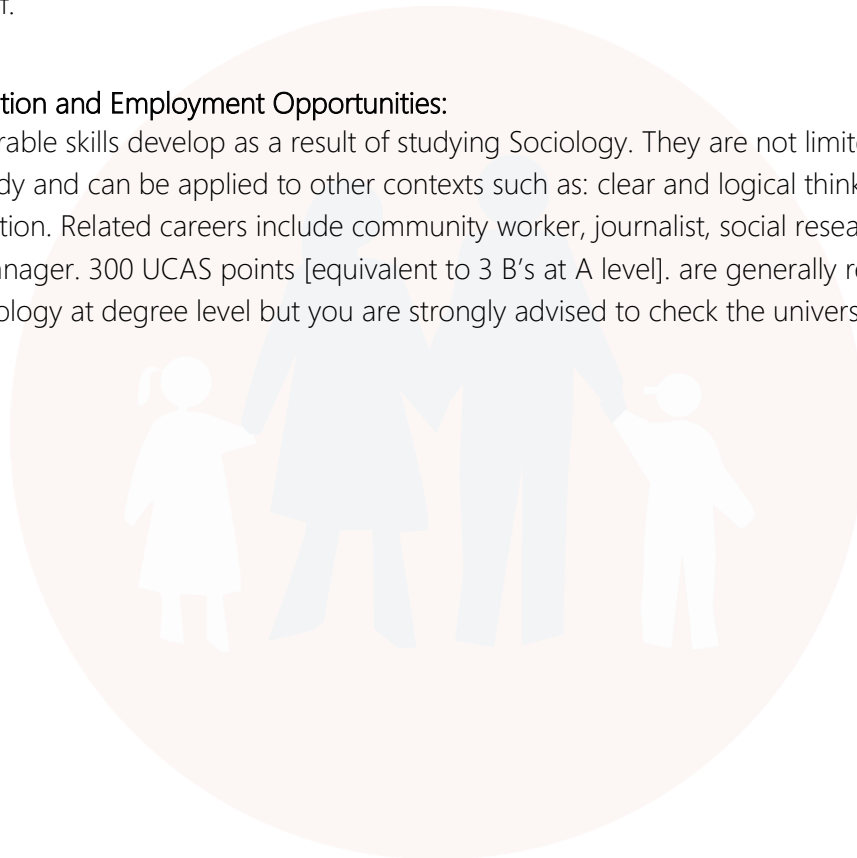 tion and Employment Opportunities:
rable skills develop as a result of studying Sociology. They are not limit
dy and can be applied to other contexts such as: clear and logical think
tion. Related careers include community worker, journalist, social resea
nager. 300 UCAS points [equivalent to 3 B’s at A level]. are generally r
ology at degree level but you are strongly advised to check the univers